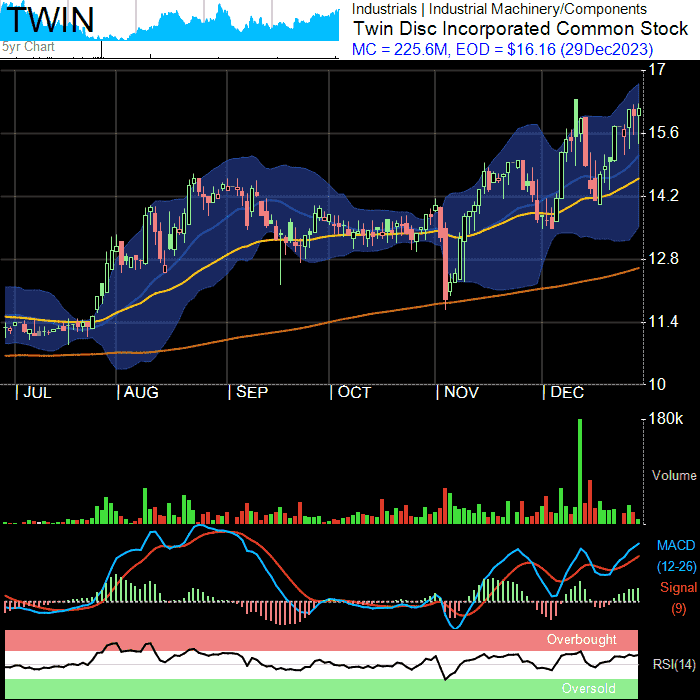 TWIN
5yr Chart
Industrials | Industrial Machinery/Components
Twin Disc Incorporated Common Stock
MC = 225.6M, EOD = $16.16 (29Dec2023)
17
15.6
14.2
12.8
11.4
10
JUL AUG SEP OCT NOV DEC
180k
Volume
MACD
(12-26)
Signal
(9)
Overbought
RSI(14)
Oversold